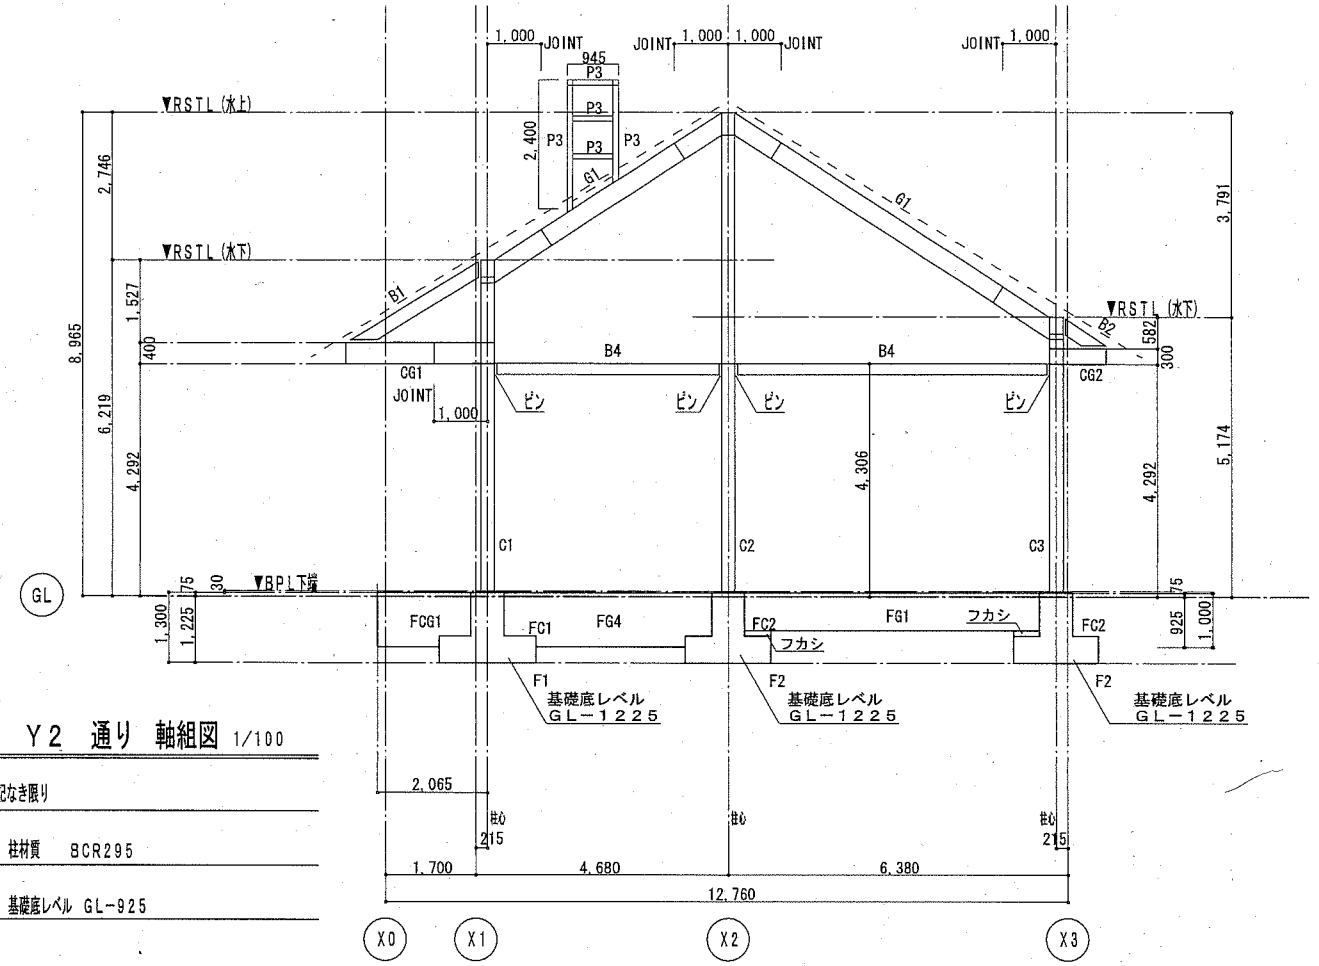 1,000 JOINT
JOINT 1,000 1,000 JOINT
JOINT 1,000
945
P3
▼RSTL (水上)
P3
2,400 P3 P3 P3
2,746
G1
G1
3,791
▼RSTL (水下)
B1
1,527
▼RSTL (水下)
B2
582
8,965
400
B4
B4
300
CG1
CG2
JOINT
1,000
ピン
ピン
ピン
ピン
6,219
4,292
4,306
4,292
5,174
C1
C2
C3
GL
75
30
▼BPL下端
75
1,300
1,225
FCG1
FC1
FG4
FC2
フカシ
FG1
フカシ
FC2
925
1,000
F1
基礎底レベル
GL-1225
F2
基礎底レベル
GL-1225
F2
基礎底レベル
GL-1225
Y2 通り 軸組図 1/100
記なき限り
柱材質 BCR295
基礎底レベル GL-925
2,065
柱心
215
柱心
柱心
215
1,700
4,680
6,380
12,760
X0
X1
X2
X3